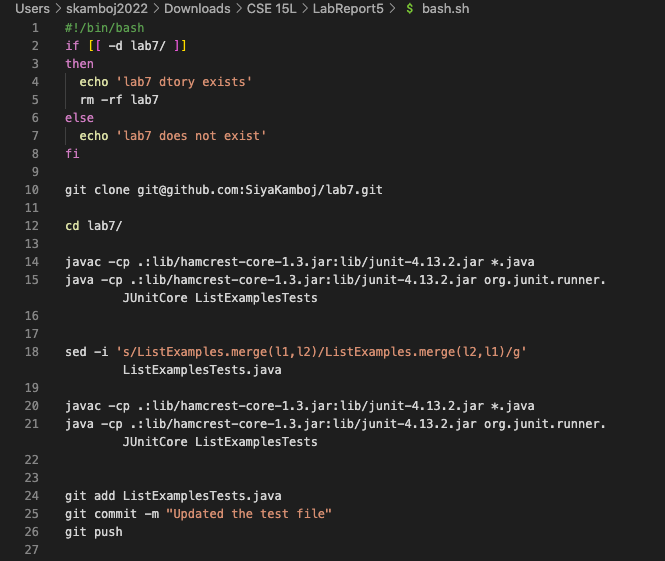 Users > skamboj2022 > Downloads > CSE 15L > LabReport5 > $ bash.sh
1 #!/bin/bash
2 if [[ -d lab7/ ]]
3 then
4   echo 'lab7 dtory exists'
5   rm -rf lab7
6 else
7   echo 'lab7 does not exist'
8 fi
9
10 git clone git@github.com:SiyaKamboj/lab7.git
11
12 cd lab7/
13
14 javac -cp .:lib/hamcrest-core-1.3.jar:lib/junit-4.13.2.jar *.java
15 java -cp .:lib/hamcrest-core-1.3.jar:lib/junit-4.13.2.jar org.junit.runner.
JUnitCore ListExamplesTests
16
17
18 sed -i 's/ListExamples.merge(l1,l2)/ListExamples.merge(l2,l1)/g'
ListExamplesTests.java
19
20 javac -cp .:lib/hamcrest-core-1.3.jar:lib/junit-4.13.2.jar *.java
21 java -cp .:lib/hamcrest-core-1.3.jar:lib/junit-4.13.2.jar org.junit.runner.
JUnitCore ListExamplesTests
22
23
24 git add ListExamplesTests.java
25 git commit -m "Updated the test file"
26 git push
27